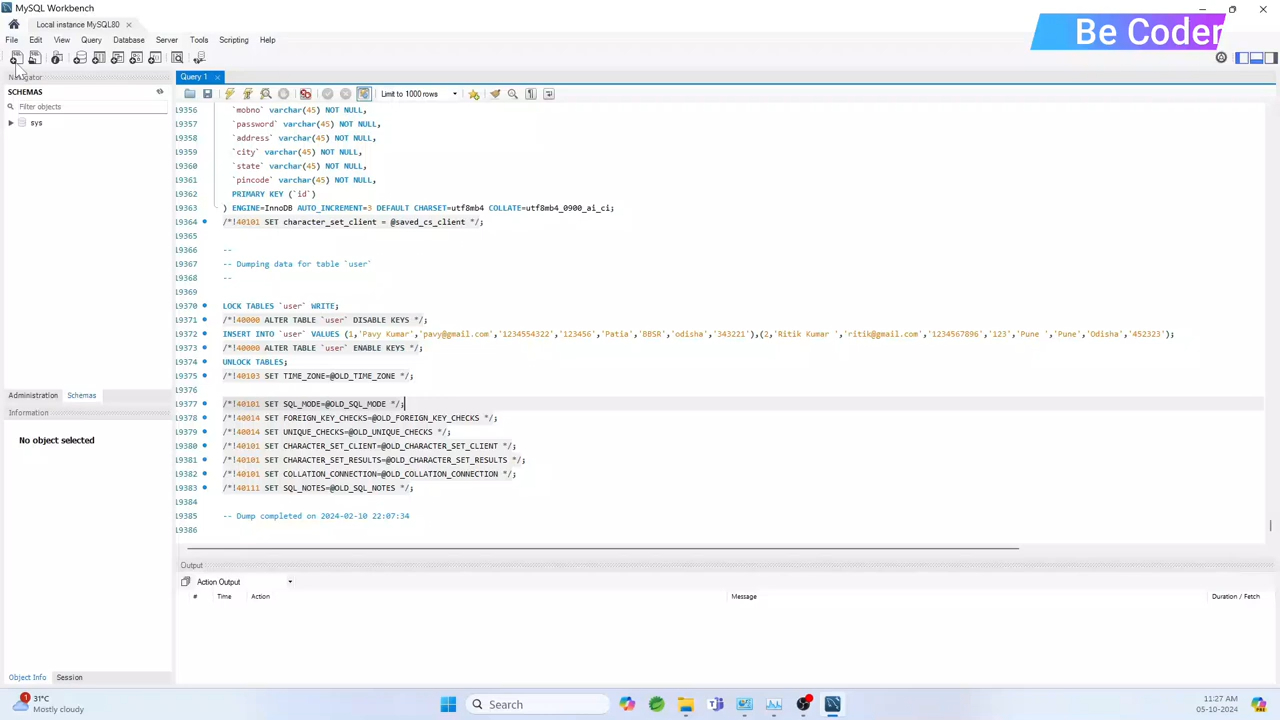 MySQL Workbench
Local instance MySQL80
Be Coder
File Edit View Query Database Server Tools Scripting Help
Navigator
SCHEMAS
Filter objects
sys
Query 1
Limit to 1000 rows
19356 `mobno` varchar(45) NOT NULL,
19357 `password` varchar(45) NOT NULL,
19358 `address` varchar(45) NOT NULL,
19359 `city` varchar(45) NOT NULL,
19360 `state` varchar(45) NOT NULL,
19361 `pincode` varchar(45) NOT NULL,
19362 PRIMARY KEY (`id`)
19363 ) ENGINE=InnoDB AUTO_INCREMENT=3 DEFAULT CHARSET=utf8mb4 COLLATE=utf8mb4_0900_ai_ci;
19364 /*!40101 SET character_set_client = @saved_cs_client */;
19365
19366 --
19367 -- Dumping data for table `user`
19368 --
19369
19370 LOCK TABLES `user` WRITE;
19371 /*!40000 ALTER TABLE `user` DISABLE KEYS */;
19372 INSERT INTO `user` VALUES (1,'Pavy Kumar','pavy@gmail.com','1234554322','123456','Patia','BBSR','odisha','343221'),(2,'Ritik Kumar ','ritik@gmail.com','1234567896','123','Pune ','Pune','Odisha','452323');
19373 /*!40000 ALTER TABLE `user` ENABLE KEYS */;
19374 UNLOCK TABLES;
19375 /*!40103 SET TIME_ZONE=@OLD_TIME_ZONE */;
19376
19377 /*!40101 SET SQL_MODE=@OLD_SQL_MODE */;
19378 /*!40014 SET FOREIGN_KEY_CHECKS=@OLD_FOREIGN_KEY_CHECKS */;
19379 /*!40014 SET UNIQUE_CHECKS=@OLD_UNIQUE_CHECKS */;
19380 /*!40101 SET CHARACTER_SET_CLIENT=@OLD_CHARACTER_SET_CLIENT */;
19381 /*!40101 SET CHARACTER_SET_RESULTS=@OLD_CHARACTER_SET_RESULTS */;
19382 /*!40101 SET COLLATION_CONNECTION=@OLD_COLLATION_CONNECTION */;
19383 /*!40111 SET SQL_NOTES=@OLD_SQL_NOTES */;
19384
19385 -- Dump completed on 2024-02-10 22:07:34
19386
Administration Schemas
Information
No object selected
Output
Action Output
# Time Action Message Duration / Fetch
Object Info Session
1
31°C
Mostly cloudy
Search
11:27 AM
05-10-2024